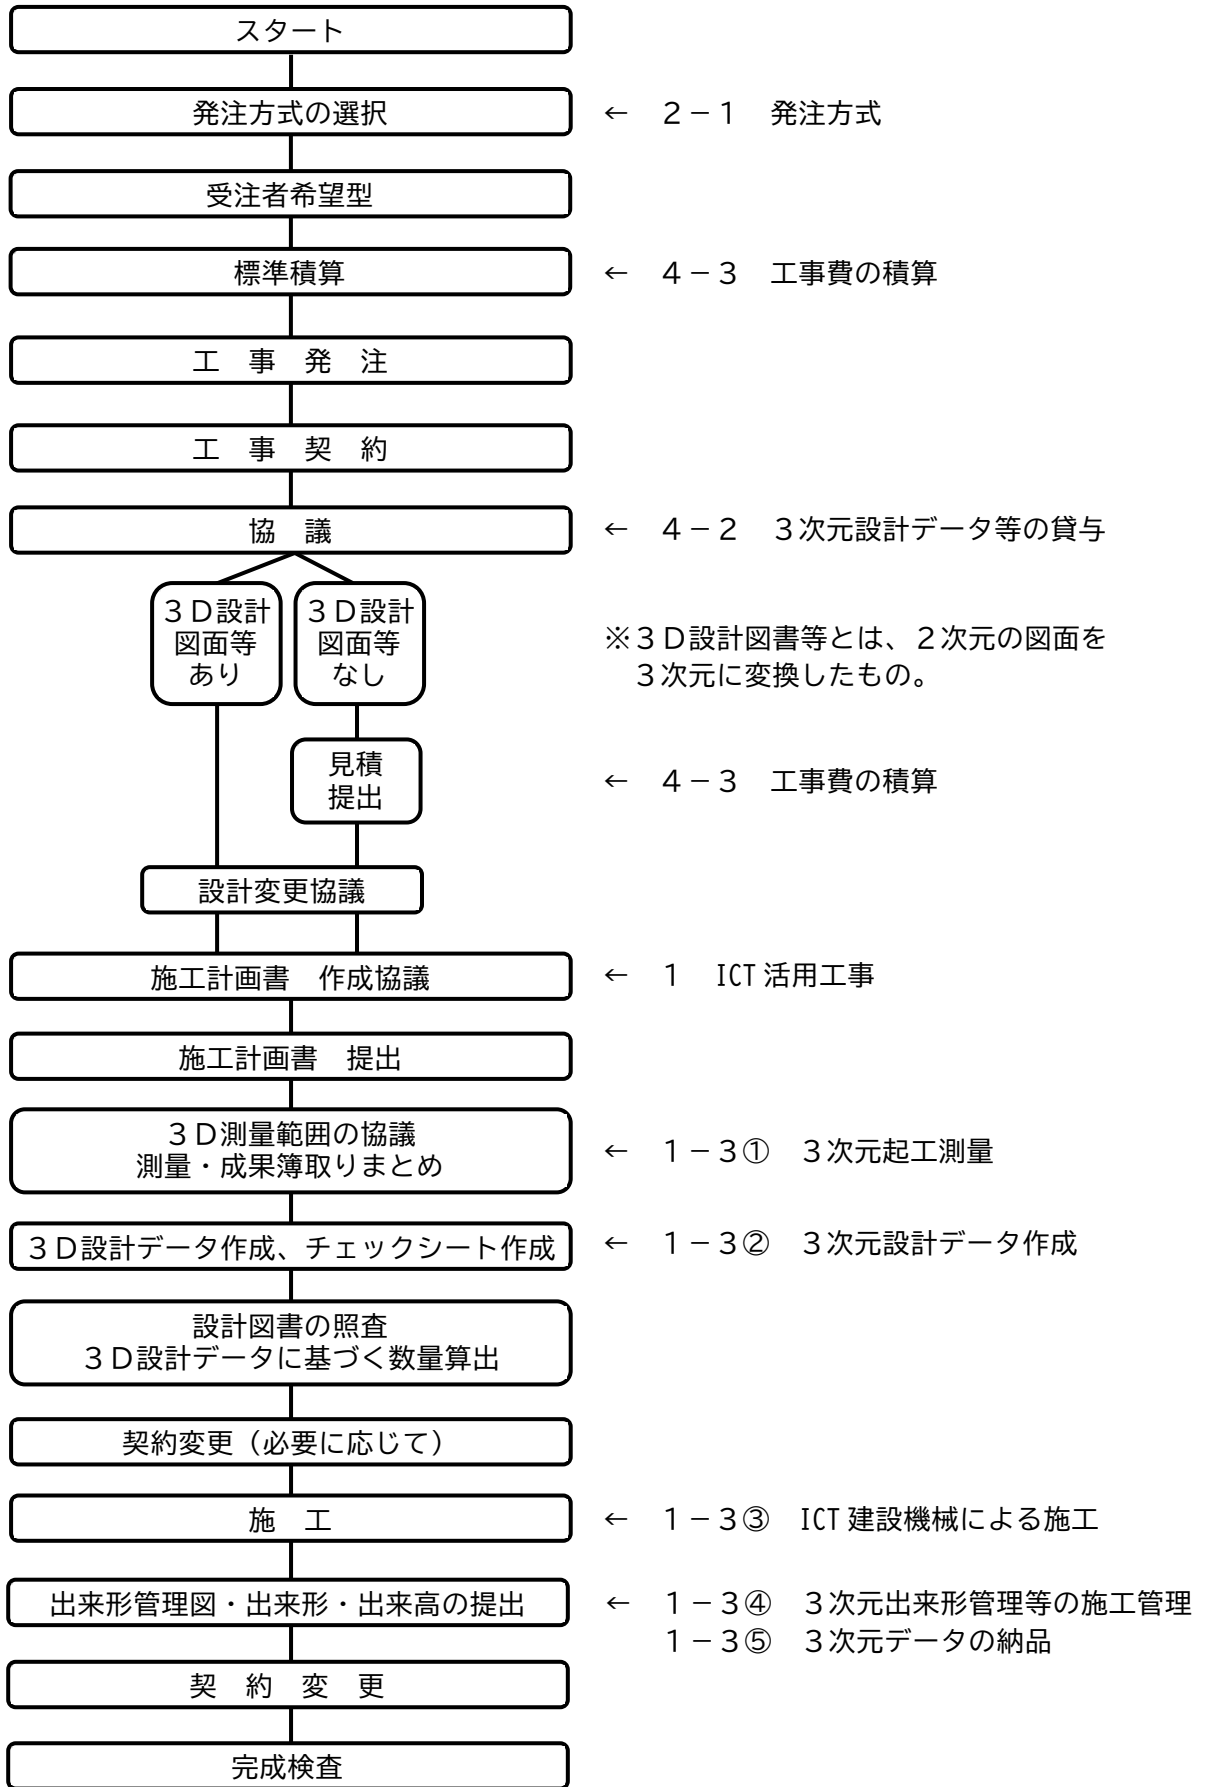 スタート
発注方式の選択
← 2－1 発注方式
受注者希望型
標準積算
← 4－3 工事費の積算
工 事 発 注
工 事 契 約
協 議
← 4－2 3次元設計データ等の貸与
3D設計
図面等
あり
3D設計
図面等
なし
※3D設計図書等とは、2次元の図面を
3次元に変換したもの。
見積
提出
← 4－3 工事費の積算
設計変更協議
施工計画書 作成協議
← 1 ICT活用工事
施工計画書 提出
3D測量範囲の協議
測量・成果簿取りまとめ
← 1－3① 3次元起工測量
3D設計データ作成、チェックシート作成
← 1－3② 3次元設計データ作成
設計図書の照査
3D設計データに基づく数量算出
契約変更（必要に応じて）
施 工
← 1－3③ ICT建設機械による施工
出来形管理図・出来形・出来高の提出
← 1－3④ 3次元出来形管理等の施工管理
1－3⑤ 3次元データの納品
契 約 変 更
完成検査